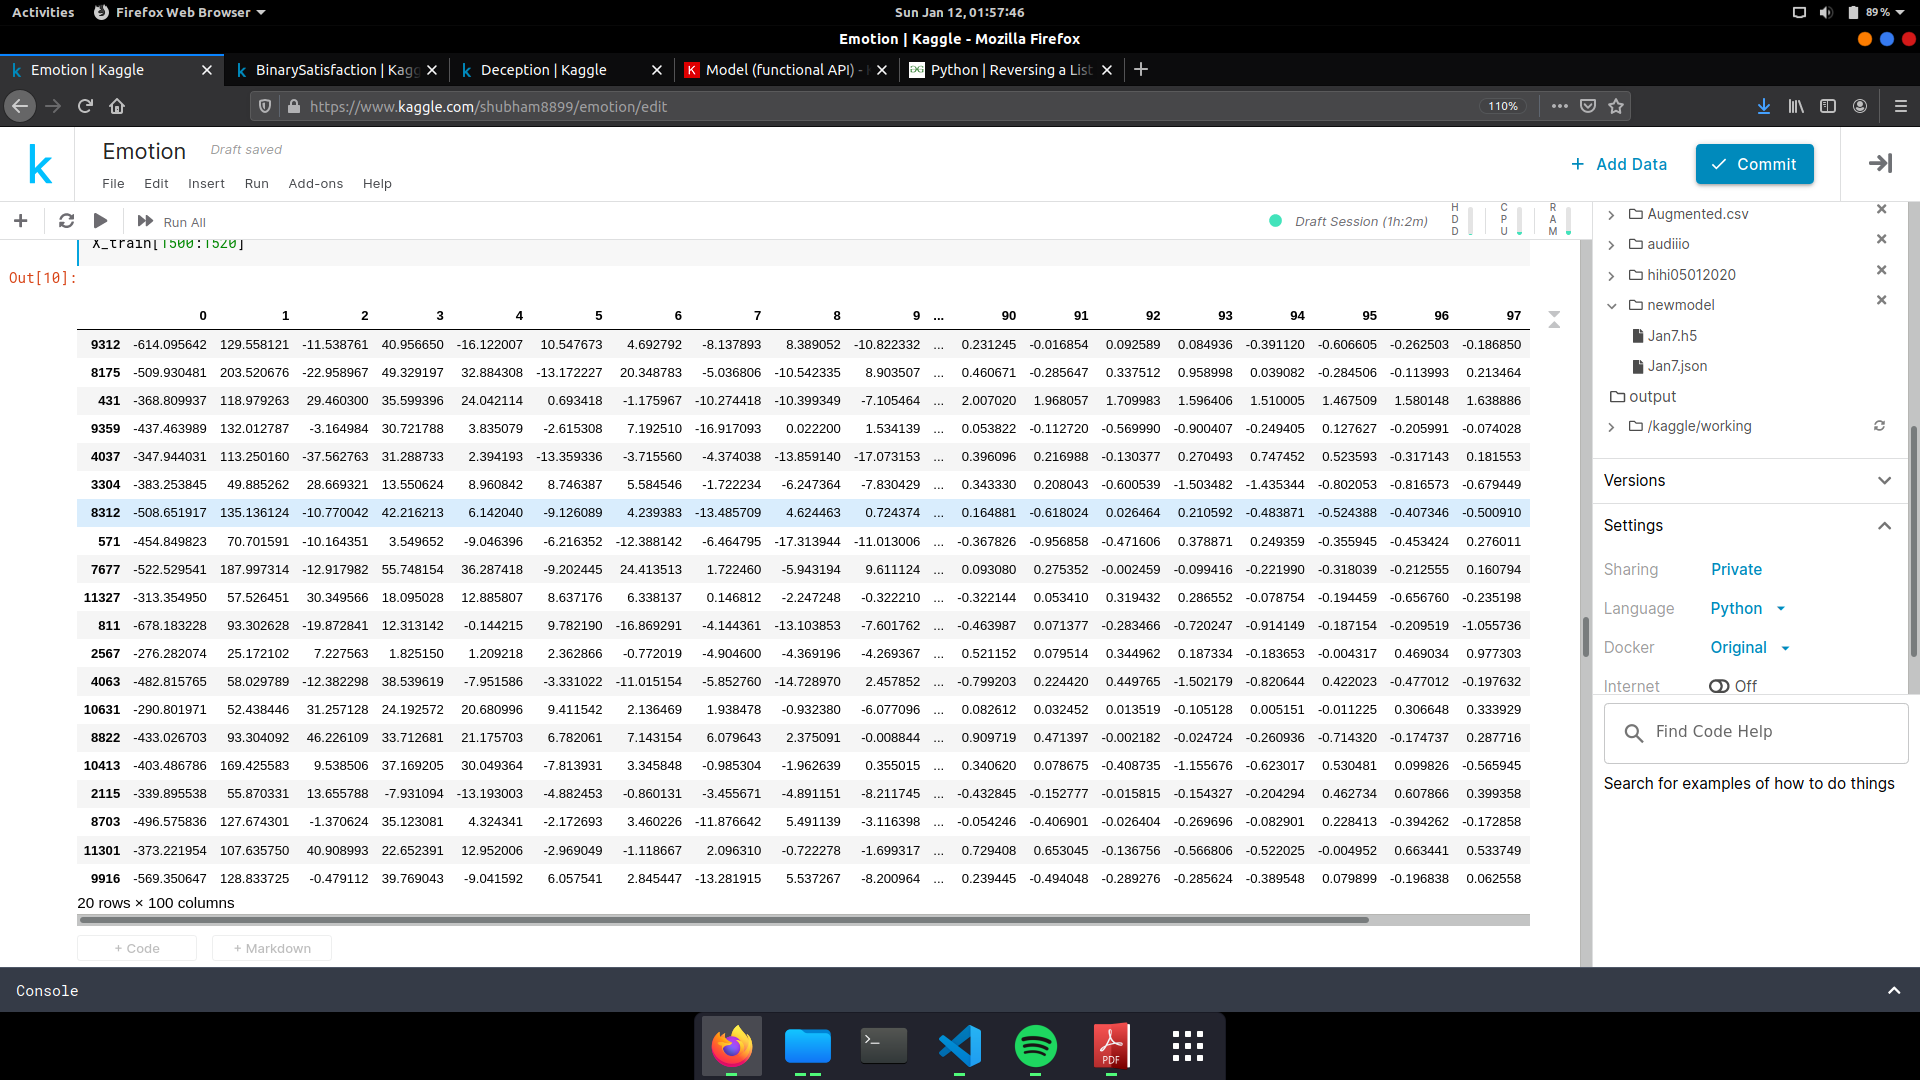 Activities Firefox Web Browser Sun Jan 12, 01:57:46 89 %
Emotion | Kaggle - Mozilla Firefox
Emotion | Kaggle BinarySatisfaction | Kagg Deception | Kaggle Model (functional API) - Python | Reversing a List
https://www.kaggle.com/shubham8899/emotion/edit 110%
Emotion Draft saved
File Edit Insert Run Add-ons Help
+ Add Data Commit
Run All Draft Session (1h:2m) HDD CPU RAM
X_train[1500:1520]
Out[10]:
0 1 2 3 4 5 6 7 8 9 ... 90 91 92 93 94 95 96 97
9312 -614.095642 129.558121 -11.538761 40.956650 -16.122007 10.547673 4.692792 -8.137893 8.389052 -10.822332 ... 0.231245 -0.016854 0.092589 0.084936 -0.391120 -0.606605 -0.262503 -0.186850
8175 -509.930481 203.520676 -22.958967 49.329197 32.884308 -13.172227 20.348783 -5.036806 -10.542335 8.903507 ... 0.460671 -0.285647 0.337512 0.958998 0.039082 -0.284506 -0.113993 0.213464
431 -368.809937 118.979263 29.460300 35.599396 24.042114 0.693418 -1.175967 -10.274418 -10.399349 -7.105464 ... 2.007020 1.968057 1.709983 1.596406 1.510005 1.467509 1.580148 1.638886
9359 -437.463989 132.012787 -3.164984 30.721788 3.835079 -2.615308 7.192510 -16.917093 0.022200 1.534139 ... 0.053822 -0.112720 -0.569990 -0.900407 -0.249405 0.127627 -0.205991 -0.074028
4037 -347.944031 113.250160 -37.562763 31.288733 2.394193 -13.359336 -3.715560 -4.374038 -13.859140 -17.073153 ... 0.396096 0.216988 -0.130377 0.270493 0.747452 0.523593 -0.317143 0.181553
3304 -383.253845 49.885262 28.669321 13.550624 8.960842 8.746387 5.584546 -1.722234 -6.247364 -7.830429 ... 0.343330 0.208043 -0.600539 -1.503482 -1.435344 -0.802053 -0.816573 -0.679449
8312 -508.651917 135.136124 -10.770042 42.216213 6.142040 -9.126089 4.239383 -13.485709 4.624463 0.724374 ... 0.164881 -0.618024 0.026464 0.210592 -0.483871 -0.524388 -0.407346 -0.500910
571 -454.849823 70.701591 -10.164351 3.549652 -9.046396 -6.216352 -12.388142 -6.464795 -17.313944 -11.013006 ... -0.367826 -0.956858 -0.471606 0.378871 0.249359 -0.355945 -0.453424 0.276011
7677 -522.529541 187.997314 -12.917982 55.748154 36.287418 -9.202445 24.413513 1.722460 -5.943194 9.611124 ... 0.093080 0.275352 -0.002459 -0.099416 -0.221990 -0.318039 -0.212555 0.160794
11327 -313.354950 57.526451 30.349566 18.095028 12.885807 8.637176 6.338137 0.146812 -2.247248 -0.322210 ... -0.322144 0.053410 0.319432 0.286552 -0.078754 -0.194459 -0.656760 -0.235198
811 -678.183228 93.302628 -19.872841 12.313142 -0.144215 9.782190 -16.869291 -4.144361 -13.103853 -7.601762 ... -0.463987 0.071377 -0.283466 -0.720247 -0.914149 -0.187154 -0.209519 -1.055736
2567 -276.282074 25.172102 7.227563 1.825150 1.209218 2.362866 -0.772019 -4.904600 -4.369196 -4.269367 ... 0.521152 0.079514 0.344962 0.187334 -0.183653 -0.004317 0.469034 0.977303
4063 -482.815765 58.029789 -12.382298 38.539619 -7.951586 -3.331022 -11.015154 -5.852760 -14.728970 2.457852 ... -0.799203 0.224420 0.449765 -1.502179 -0.820644 0.422023 -0.477012 -0.197632
10631 -290.801971 52.438446 31.257128 24.192572 20.680996 9.411542 2.136469 1.938478 -0.932380 -6.077096 ... 0.082612 0.032452 0.013519 -0.105128 0.005151 -0.011225 0.306648 0.333929
8822 -433.026703 93.304092 46.226109 33.712681 21.175703 6.782061 7.143154 6.079643 2.375091 -0.008844 ... 0.909719 0.471397 -0.002182 -0.024724 -0.260936 -0.714320 -0.174737 0.287716
10413 -403.486786 169.425583 9.538506 37.169205 30.049364 -7.813931 3.345848 -0.985304 -1.962639 0.355015 ... 0.340620 0.078675 -0.408735 -1.155676 -0.623017 0.530481 0.099826 -0.565945
2115 -339.895538 55.870331 13.655788 -7.931094 -13.193003 -4.882453 -0.860131 -3.455671 -4.891151 -8.211745 ... -0.432845 -0.152777 -0.015815 -0.154327 -0.204294 0.462734 0.607866 0.399358
8703 -496.575836 127.674301 -1.370624 35.123081 4.324341 -2.172693 3.460226 -11.876642 5.491139 -3.116398 ... -0.054246 -0.406901 -0.026404 -0.269696 -0.082901 0.228413 -0.394262 -0.172858
11301 -373.221954 107.635750 40.908993 22.652391 12.952006 -2.969049 -1.118667 2.096310 -0.722278 -1.699317 ... 0.729408 0.653045 -0.136756 -0.566806 -0.522025 -0.004952 0.663441 0.533749
9916 -569.350647 128.833725 -0.479112 39.769043 -9.041592 6.057541 2.845447 -13.281915 5.537267 -8.200964 ... 0.239445 -0.494048 -0.289276 -0.285624 -0.389548 0.079899 -0.196838 0.062558
20 rows × 100 columns
+ Code + Markdown
Augmented.csv
audiiio
hihi05012020
newmodel
Jan7.h5
Jan7.json
output
/kaggle/working
Versions
Settings
Sharing Private
Language Python
Docker Original
Internet Off
Find Code Help
Search for examples of how to do things
Console
PDF